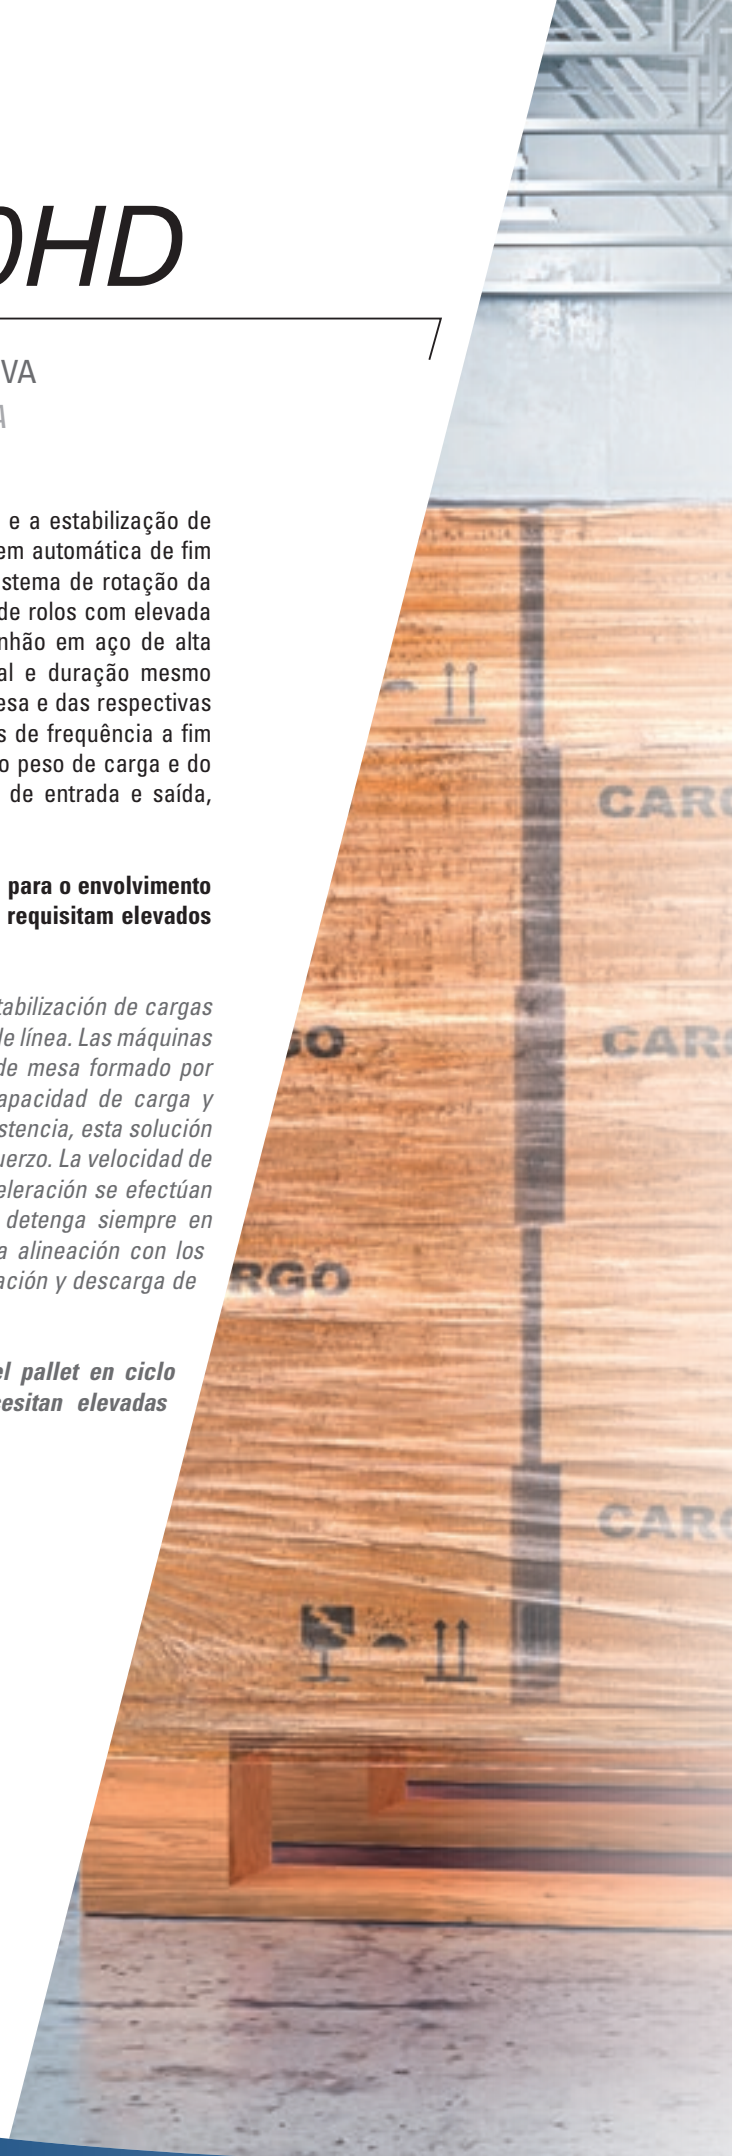 0HD
VA
A
e a estabilização de
em automática de fim
stema de rotação da
de rolos com elevada
nhão em aço de alta
al e duração mesmo
esa e das respectivas
s de frequência a fim
o peso de carga e do
de entrada e saída,
para o envolvimento
requisitam elevados
tabilización de cargas
de línea. Las máquinas
de mesa formado por
apacidad de carga y
stencia, esta solución
uerzo. La velocidad de
eleración se efectúan
detenga siempre en
a alineación con los
ación y descarga de
el pallet en ciclo
esitan elevadas
CARG
GO
CARG
RGO
CARG